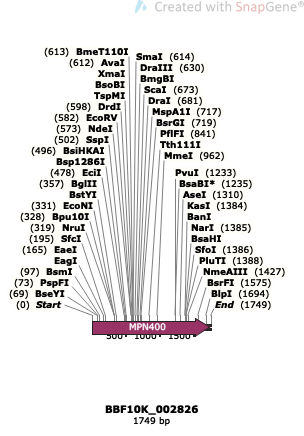 Created with SnapGene®
(613) BmeT110I
(612) AvaI
XmaI
BsoBI
TspMI
(598) DrdI
(582) EcoRV
(573) NdeI
(502) SspI
(496) BsiHKAI
Bsp1286I
(478) EciI
(357) BglII
BstYI
(331) EcoNI
(328) Bpu10I
(319) NruI
(195) SfcI
(165) EaeI
EagI
(97) BsmI
(73) PspFI
(69) BseYI
(0) Start
SmaI (614)
DraIII (630)
BmgBI
ScaI (673)
DraI (681)
MspA1I (717)
BsrGI (719)
PflFI (841)
Tth111I
MmeI (962)
PvuI (1233)
BsaBI* (1235)
AseI (1310)
KasI (1384)
BanI
NarI (1385)
BsaHI
SfoI (1386)
PluTI (1388)
NmeAIII (1427)
BsrFI (1575)
BlpI (1694)
End (1749)
MPN400
500 1000 1500
BBF10K_002826
1749 bp